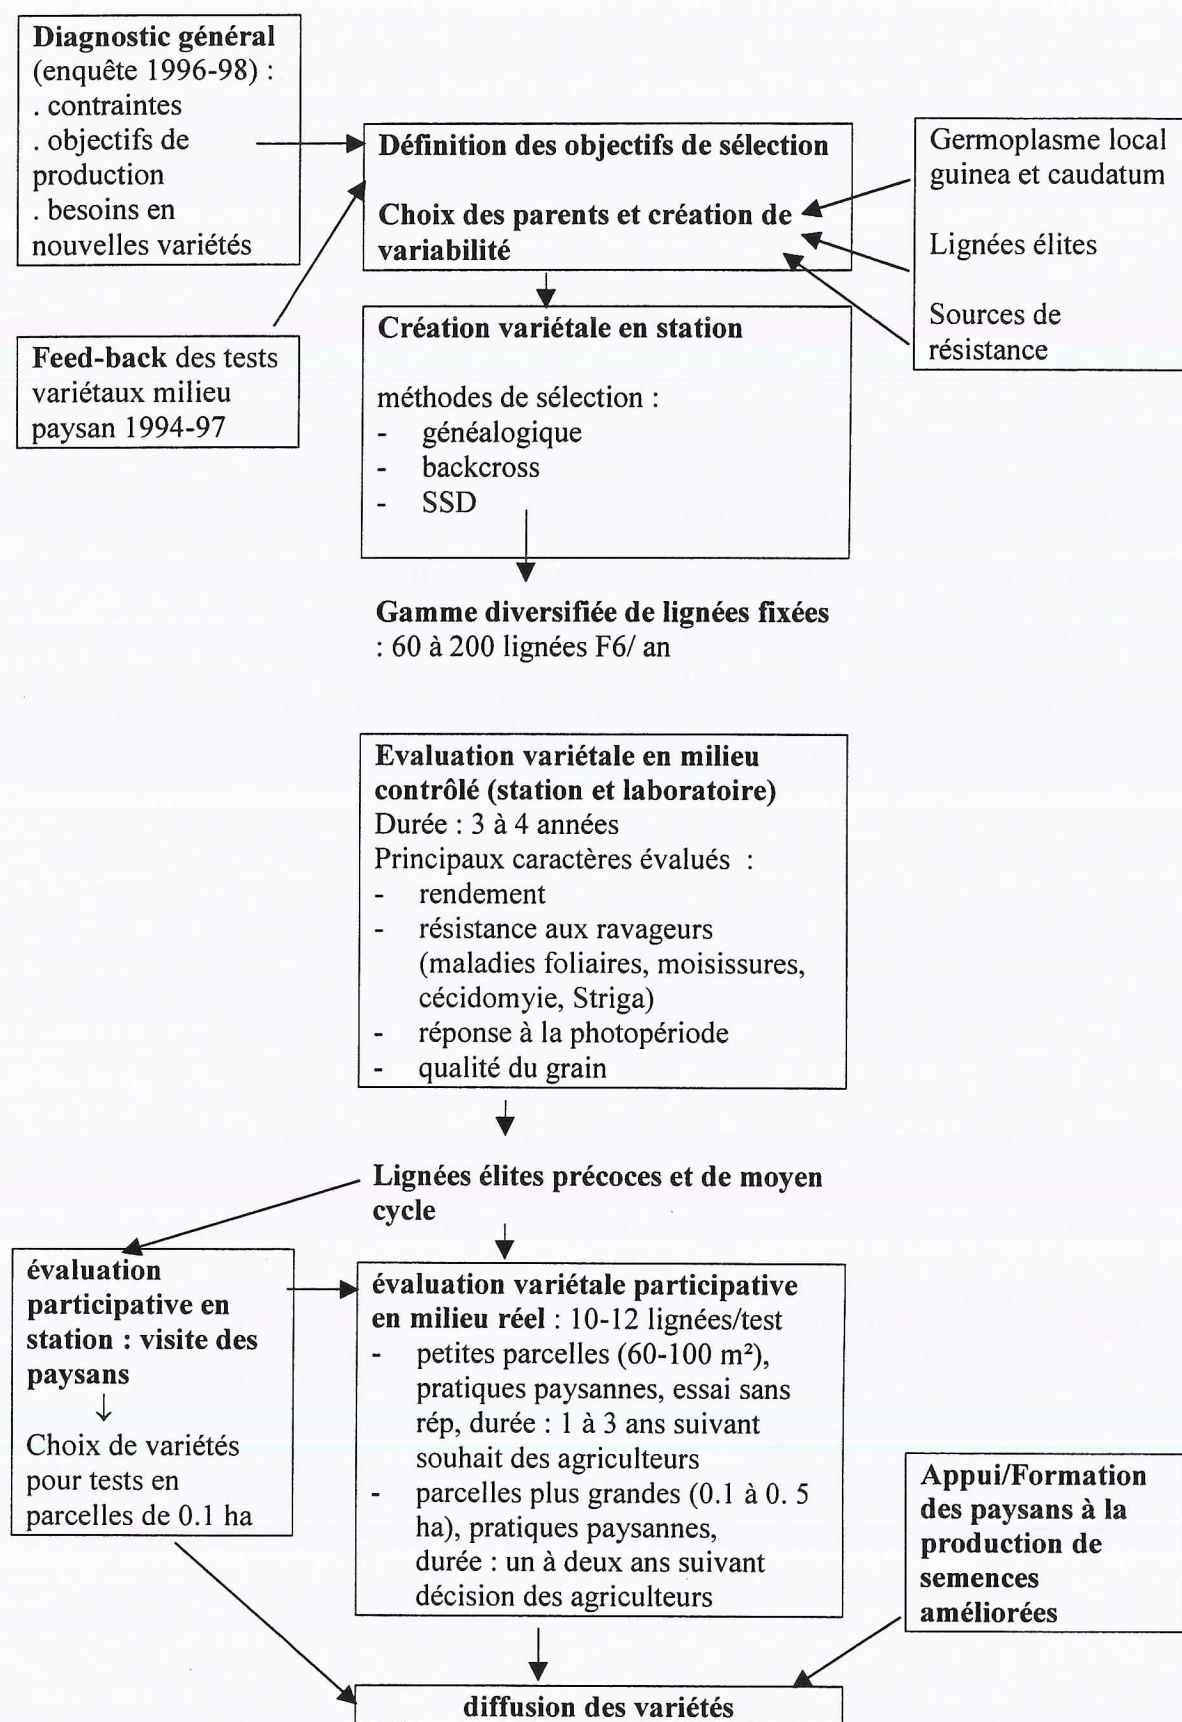 Diagnostic général
(enquête 1996-98) :
. contraintes
. objectifs de
production
. besoins en
nouvelles variétés
Définition des objectifs de sélection
Choix des parents et création de
variabilité
Germoplasme local
guinea et caudatum
Lignées élites
Sources de
résistance
Feed-back des tests
variétaux milieu
paysan 1994-97
Création variétale en station
méthodes de sélection :
- généalogique
- backcross
- SSD
Gamme diversifiée de lignées fixées
: 60 à 200 lignées F6/ an
Evaluation variétale en milieu
contrôlé (station et laboratoire)
Durée : 3 à 4 années
Principaux caractères évalués :
- rendement
- résistance aux ravageurs
(maladies foliaires, moisissures,
cécidomyie, Striga)
- réponse à la photopériode
- qualité du grain
Lignées élites précoces et de moyen
cycle
évaluation
participative en
station : visite des
paysans
Choix de variétés
pour tests en
parcelles de 0.1 ha
évaluation variétale participative
en milieu réel : 10-12 lignées/test
- petites parcelles (60-100 m²),
pratiques paysannes, essai sans
rép, durée : 1 à 3 ans suivant
souhait des agriculteurs
- parcelles plus grandes (0.1 à 0. 5
ha), pratiques paysannes,
durée : un à deux ans suivant
décision des agriculteurs
Appui/Formation
des paysans à la
production de
semences
améliorées
diffusion des variétés